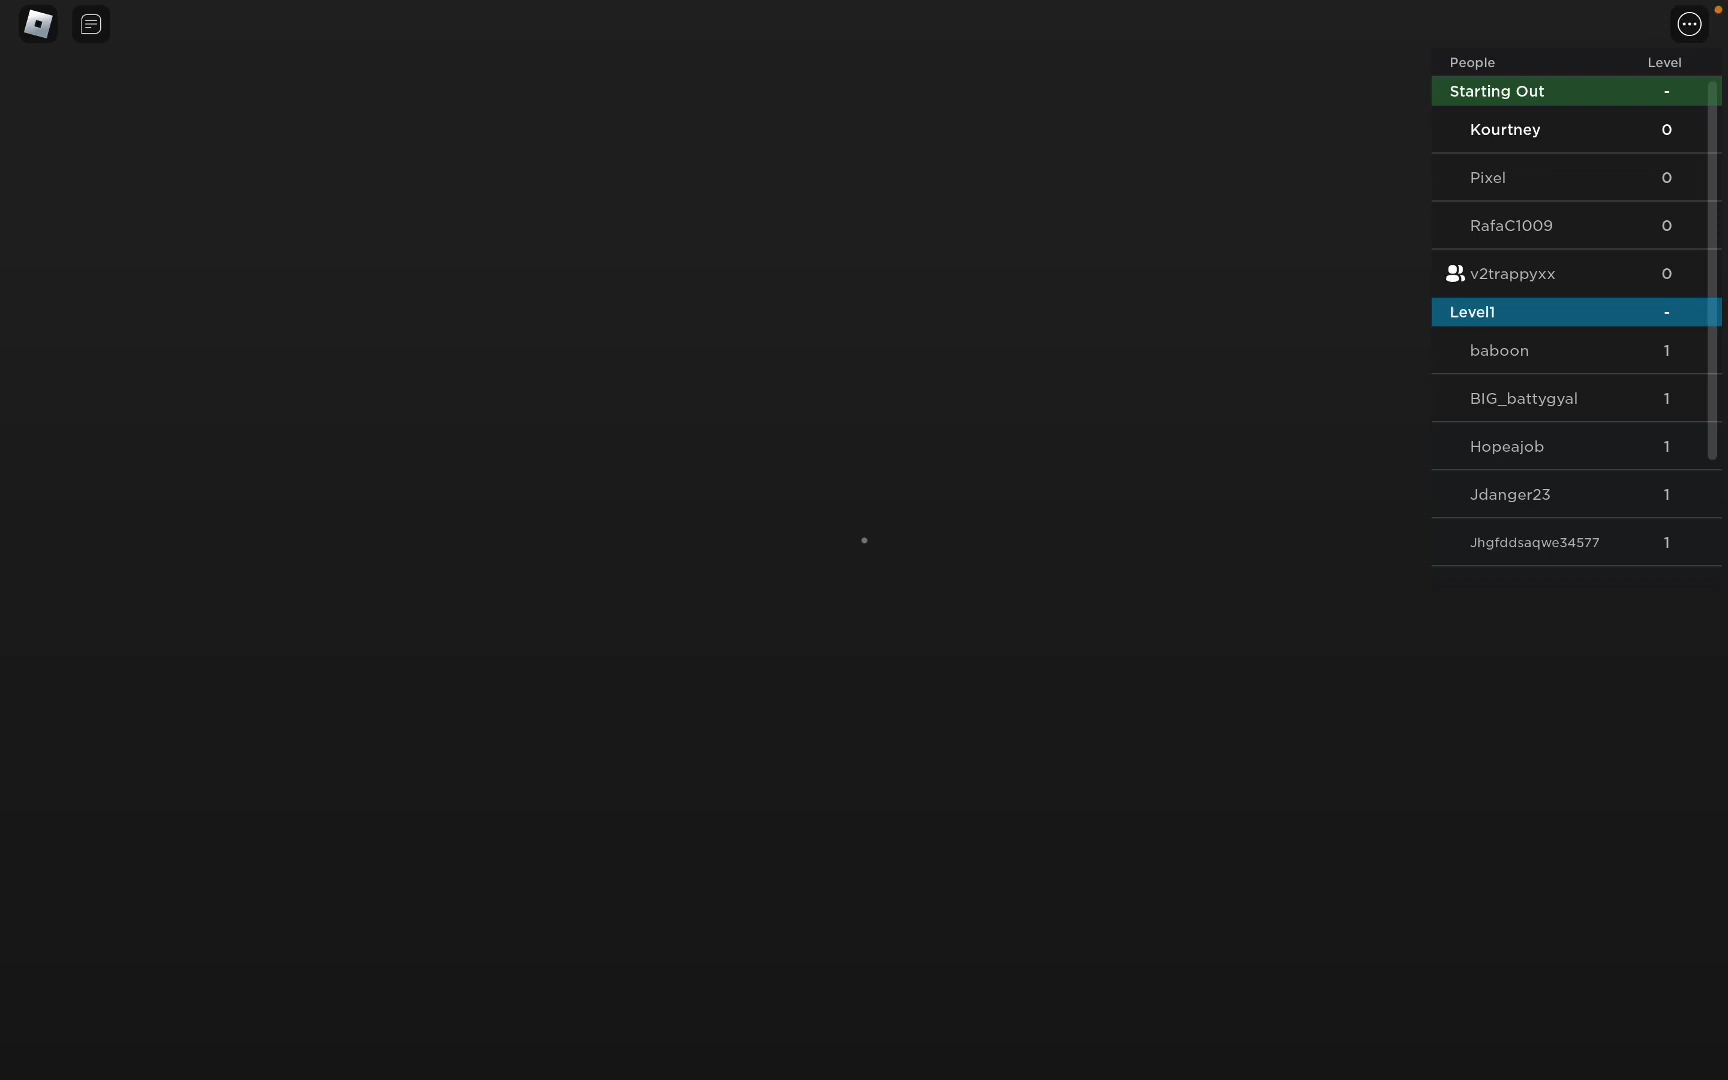 People Level
Starting Out -
Kourtney 0
Pixel 0
RafaC1009 0
v2trappyxx 0
Level1 -
baboon 1
BIG_battygyal 1
Hopeajob 1
Jdanger23 1
Jhgfddsaqwe34577 1